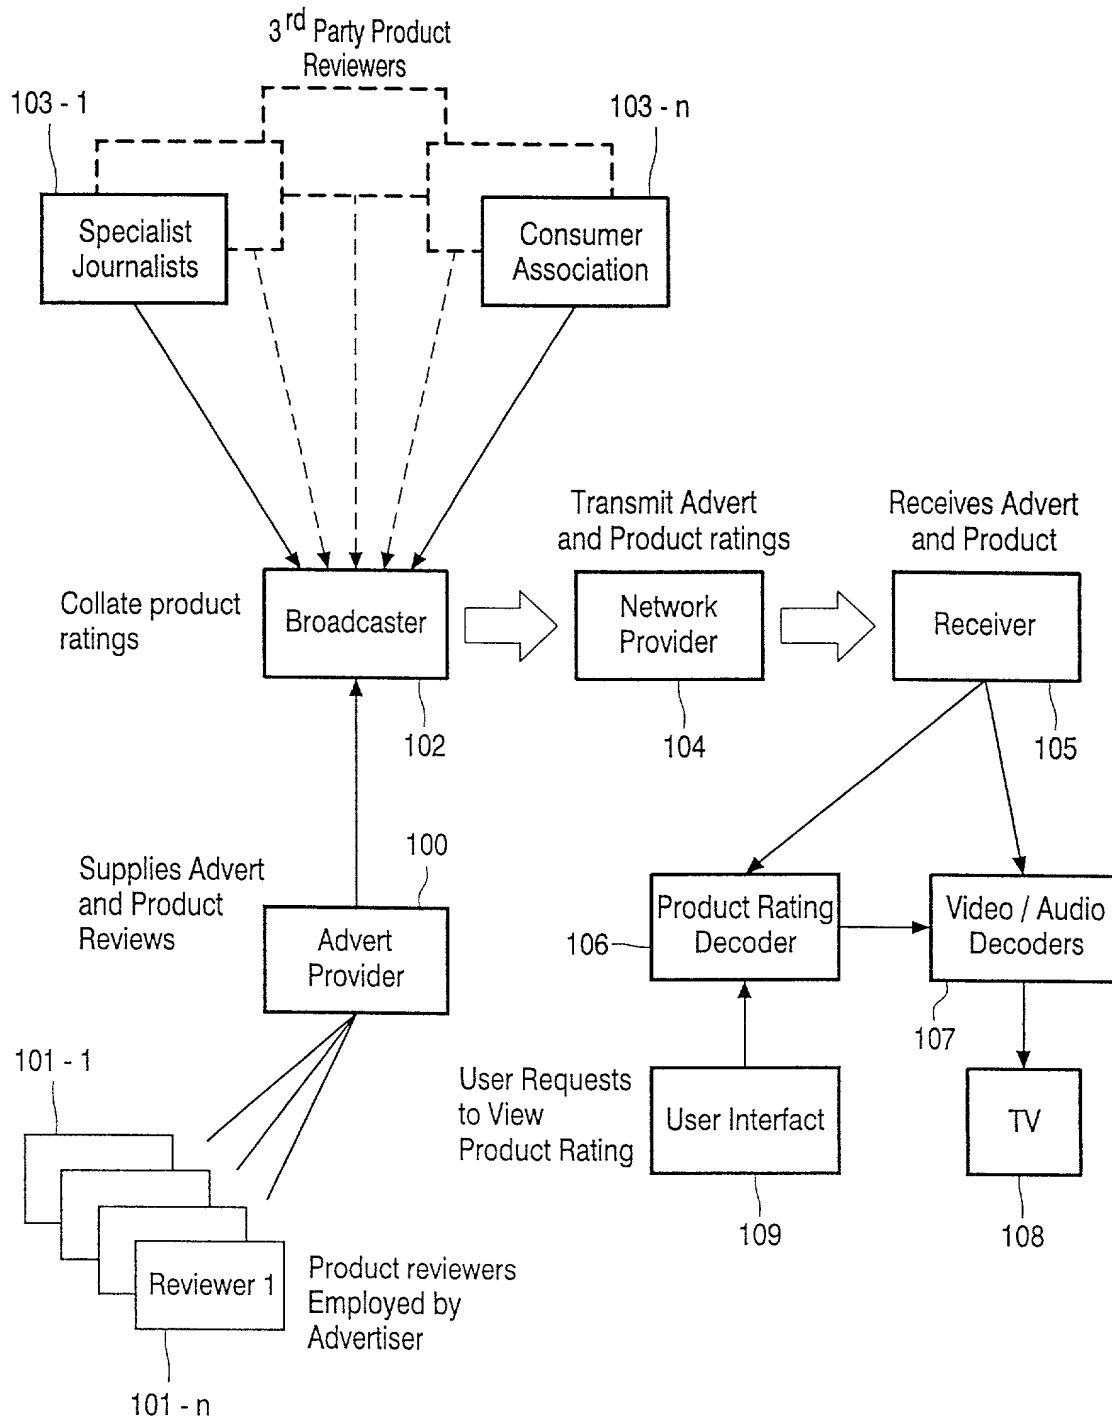 3rd Party Product
Reviewers
103 - 1
103 - n
Specialist
Journalists
Consumer
Association
Transmit Advert
and Product ratings
Receives Advert
and Product
Collate product
ratings
Broadcaster
Network
Provider
Receiver
102
104
105
Supplies Advert
and Product
Reviews
100
Advert
Provider
Product Rating
Decoder
Video / Audio
Decoders
106
107
101 - 1
User Requests
to View
Product Rating
User Interfact
TV
109
108
Reviewer 1
Product reviewers
Employed by
Advertiser
101 - n